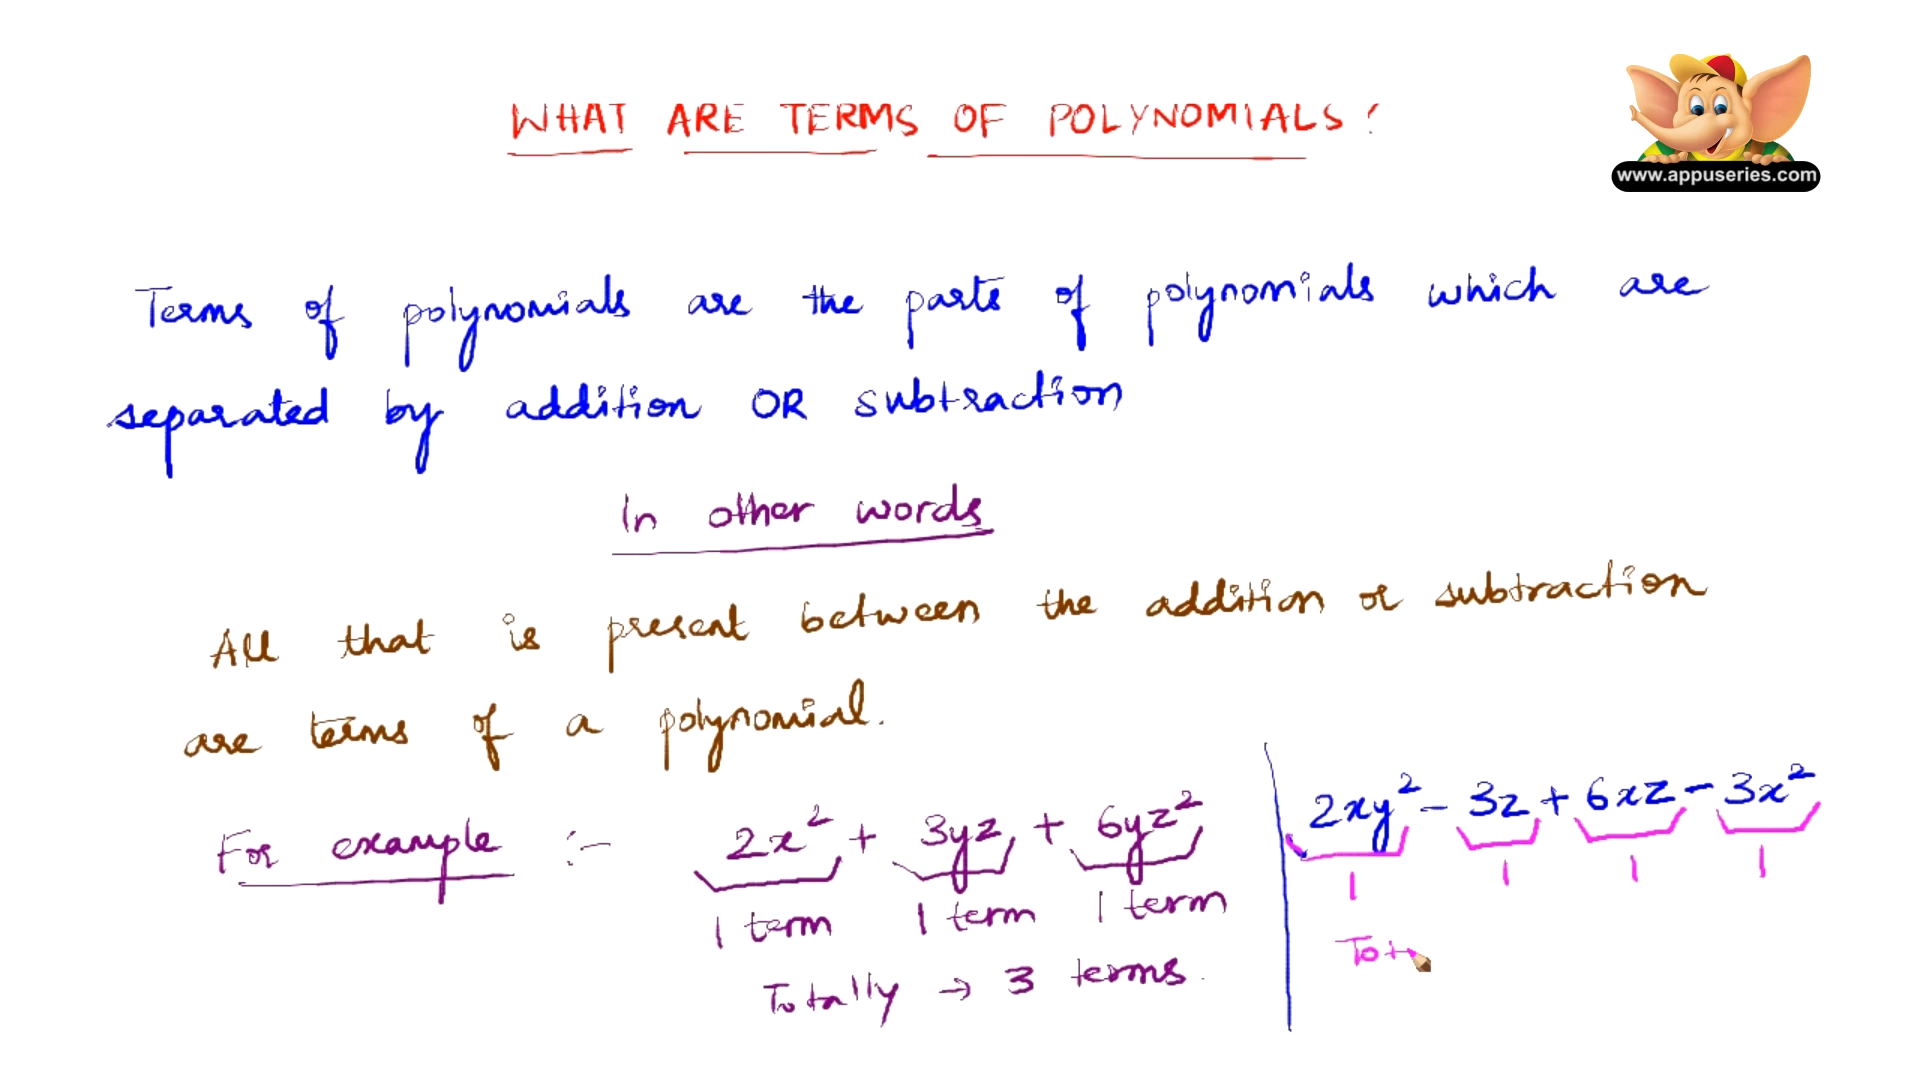 WHAT ARE TERMS OF POLYNOMIALS?
www.appuseries.com
Terms of polynomials are the parts of polynomials which are
separated by addition OR subtraction
In other words
All that is present between the addition or subtraction
are terms of a polynomial.
For example :- 2x² + 3yz + 6yz²
1 term 1 term 1 term
Totally → 3 terms.
2xy² - 3z + 6xz - 3x²
1 1 1 1
Tot